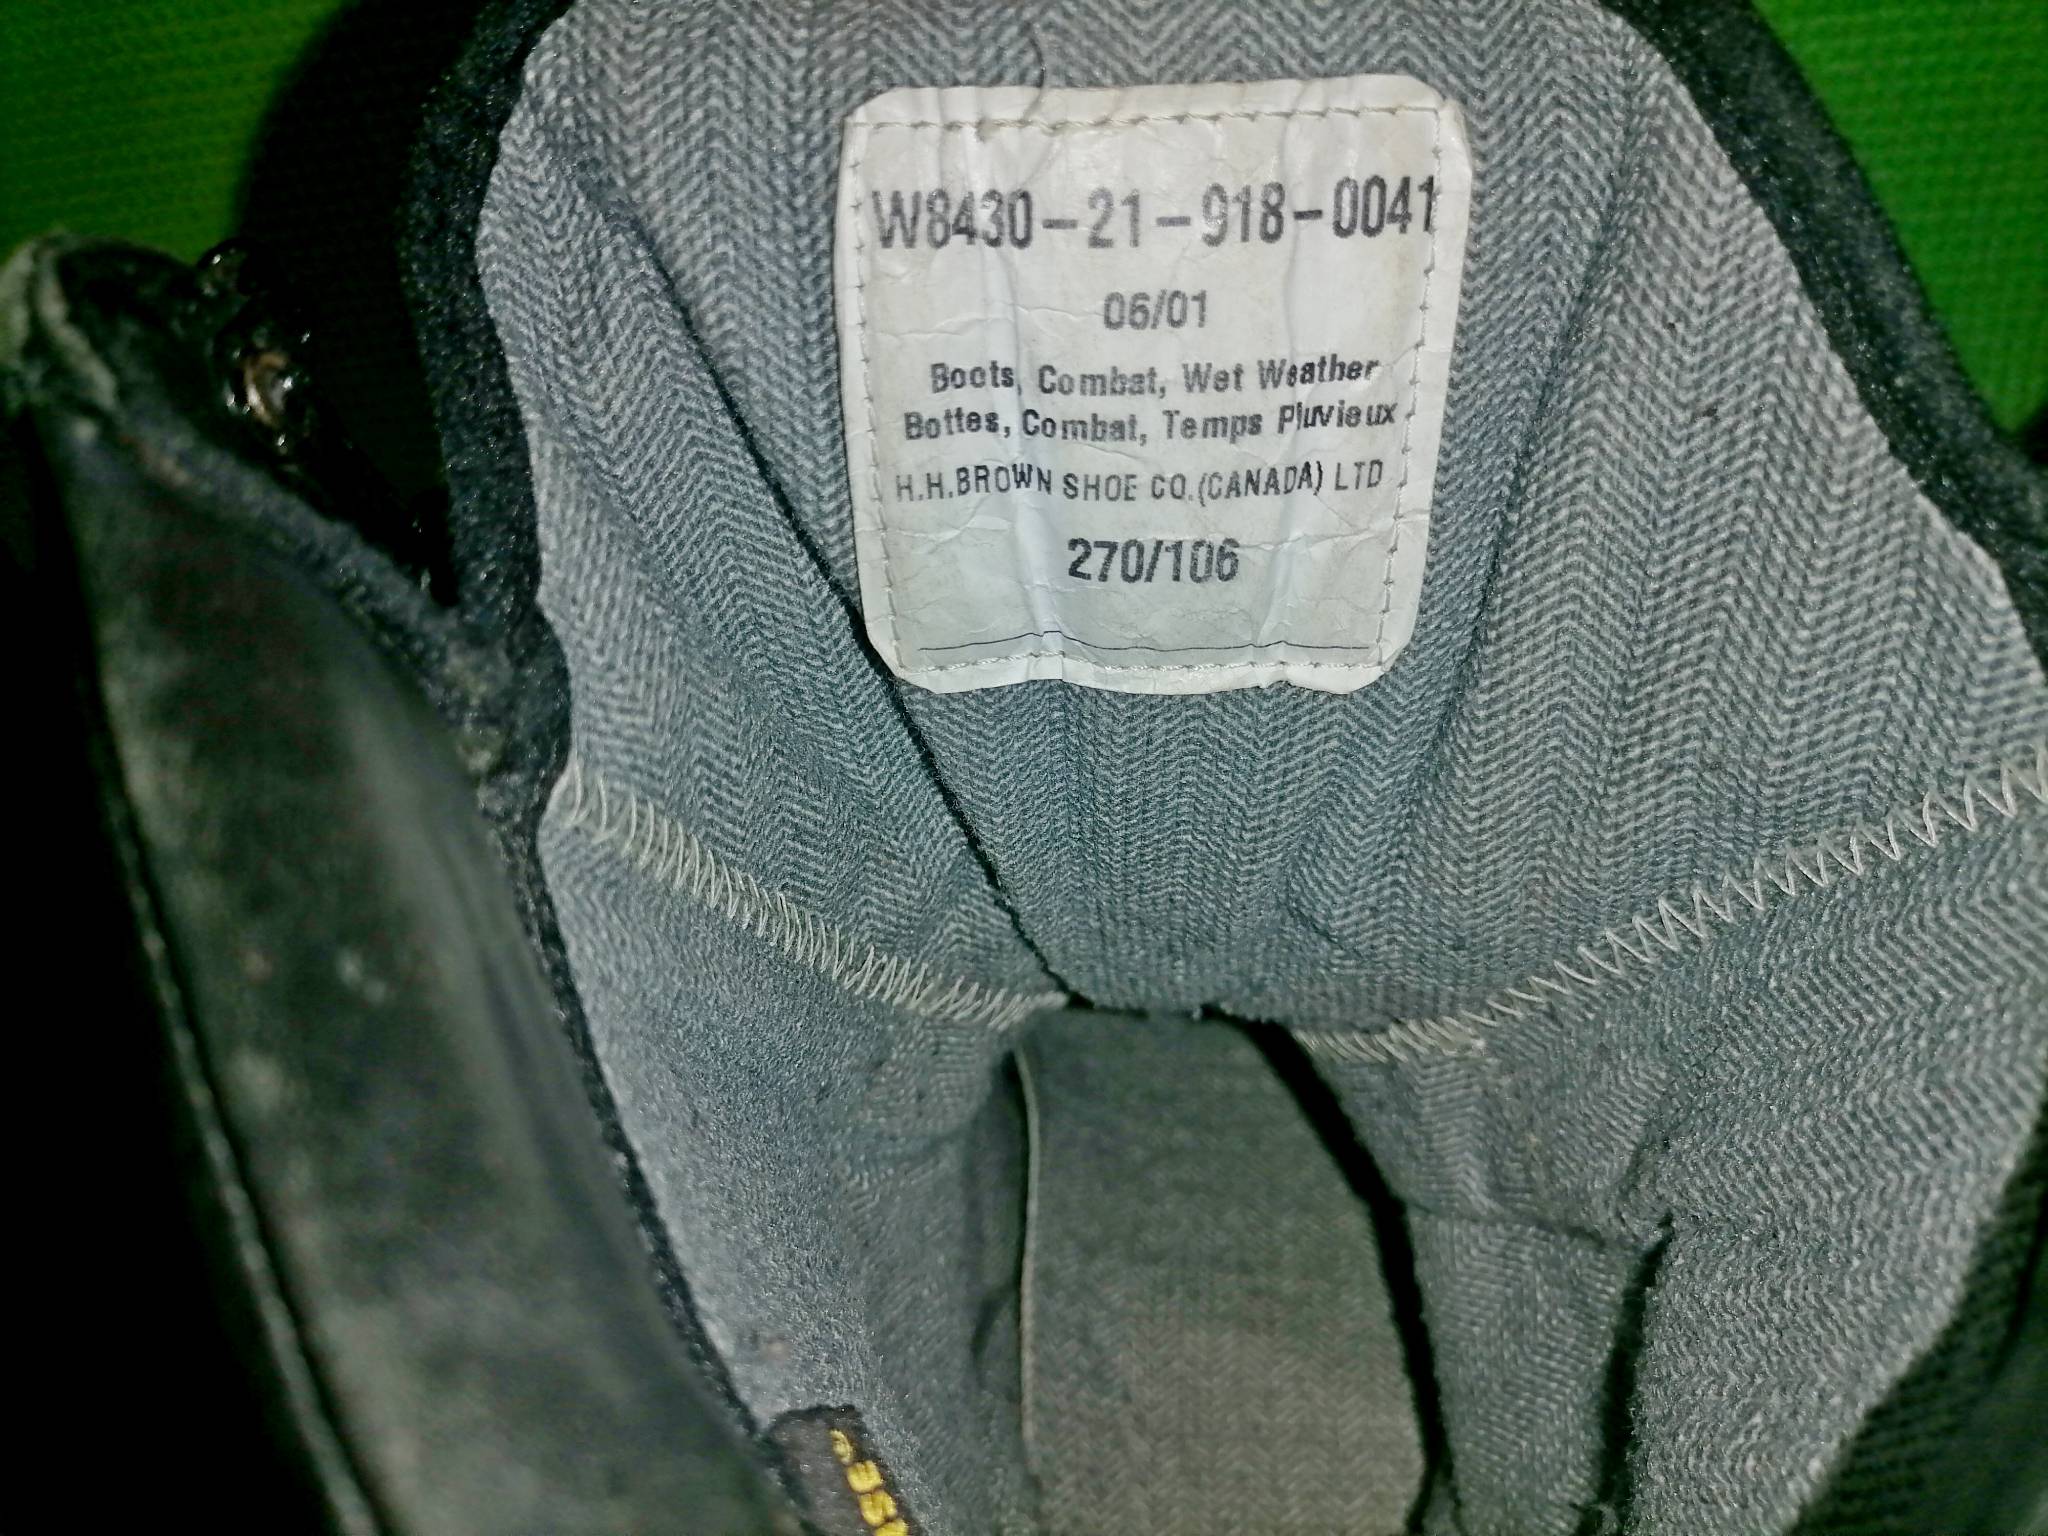 W8430-21-918-0041
06/01
Boots, Combat, Wet Weather
Bottes, Combat, Temps Pluvieux
H.H.BROWN SHOE CO.(CANADA) LTD
270/106